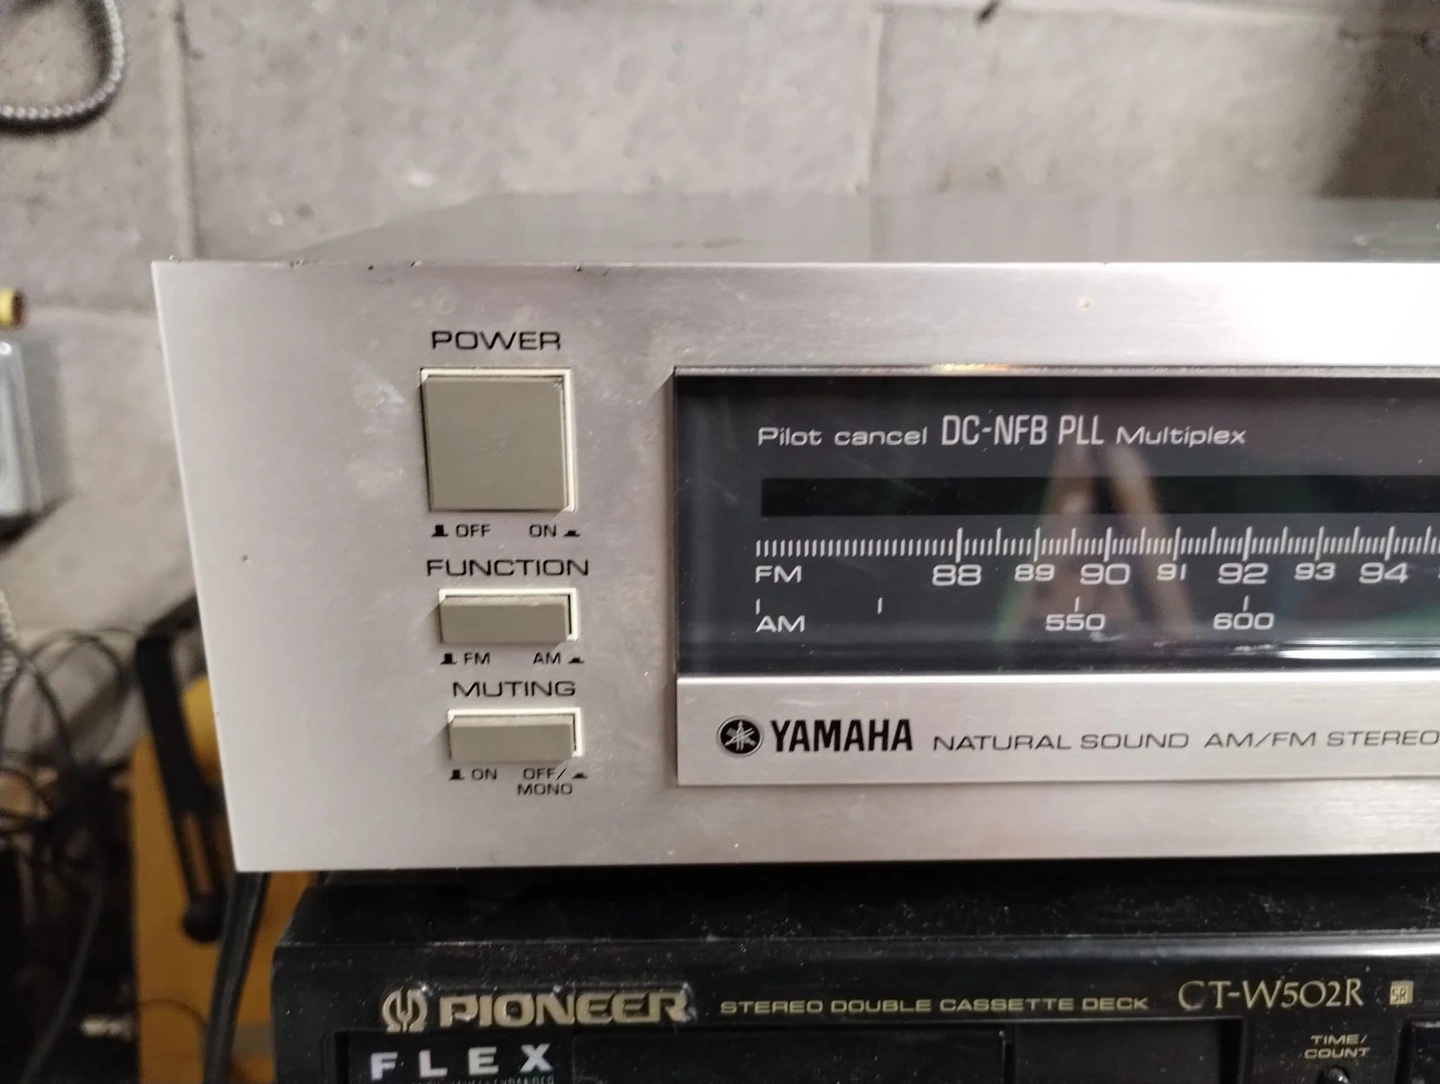 POWER
OFF ON
FUNCTION
FM AM
MUTING
ON OFF/
MONO
Pilot cancel DC-NFB PLL Multiplex
FM 88 89 90 91 92 93 94
AM 550 600
YAMAHA NATURAL SOUND AM/FM STEREO
PIONEER STEREO DOUBLE CASSETTE DECK CT-W502R SR
FLEX
TIME/
COUNT